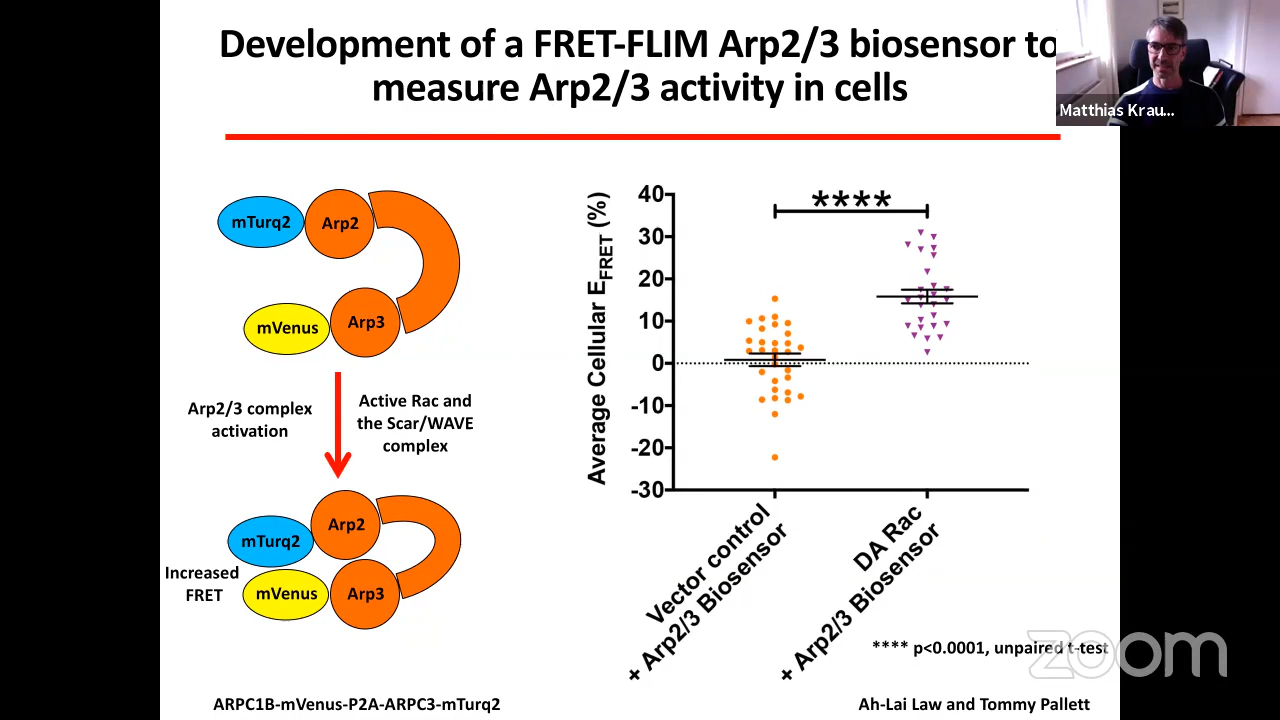 Development of a FRET-FLIM Arp2/3 biosensor to
measure Arp2/3 activity in cells
Matthias Krau...
mTurq2
Arp2
mVenus
Arp3
Arp2/3 complex
activation
Active Rac and
the Scar/WAVE
complex
Arp2
mTurq2
Increased
FRET
mVenus
Arp3
ARPC1B-mVenus-P2A-ARPC3-mTurq2
Average Cellular EFRET (%)
40
30
20
10
0
-10
-20
-30
****
Vector control
+ Arp2/3 Biosensor
DA Rac
+ Arp2/3 Biosensor
**** p<0.0001, unpaired t-test
zoom
Ah-Lai Law and Tommy Pallett